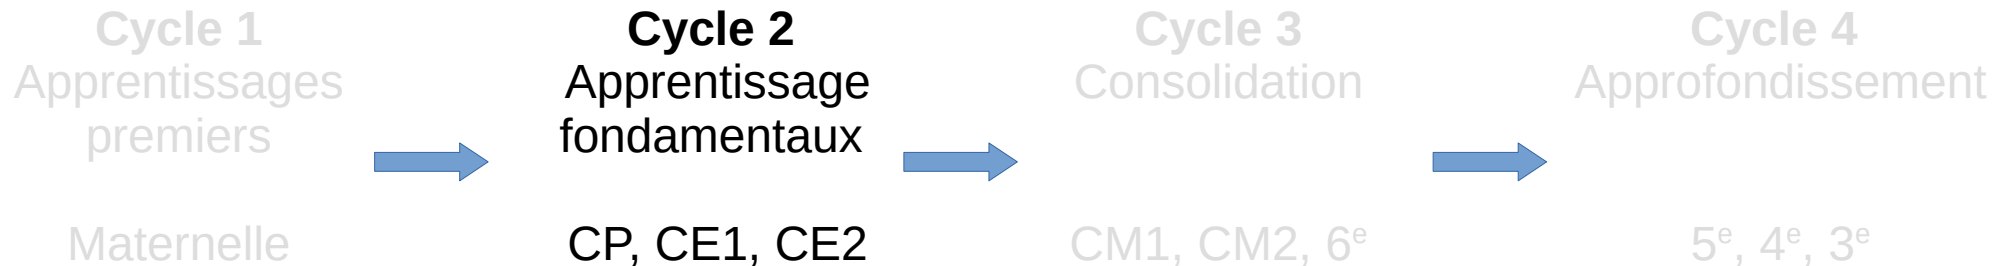 Cycle 1
Apprentissages
premiers
Maternelle
Cycle 2
Apprentissage
fondamentaux
CP, CE1, CE2
Cycle 3
Consolidation
CM1, CM2, 6e
Cycle 4
Approfondissement
5e, 4e, 3e